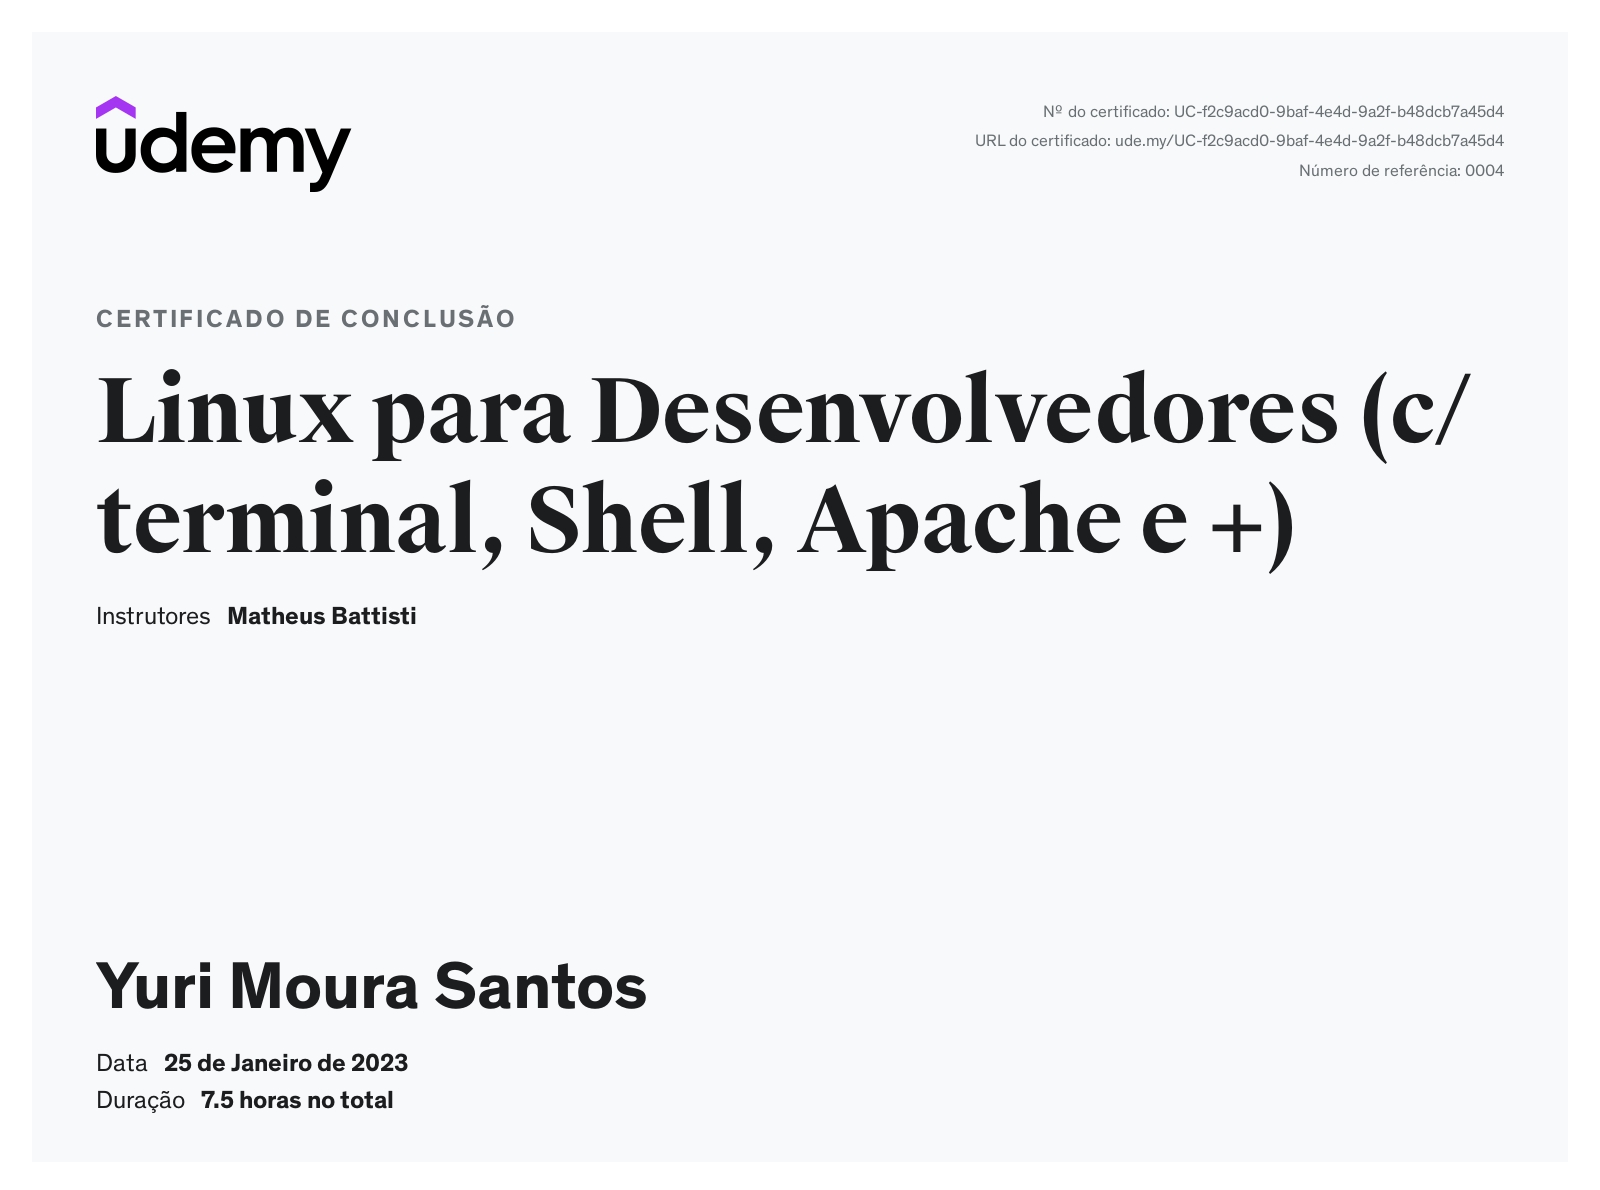 udemy
Nº do certificado: UC-f2c9acd0-9baf-4e4d-9a2f-b48dcb7a45d4
URL do certificado: ude.my/UC-f2c9acd0-9baf-4e4d-9a2f-b48dcb7a45d4
Número de referência: 0004
CERTIFICADO DE CONCLUSÃO
Linux para Desenvolvedores (c/
terminal, Shell, Apache e +)
Instrutores Matheus Battisti
Yuri Moura Santos
Data 25 de Janeiro de 2023
Duração 7.5 horas no total